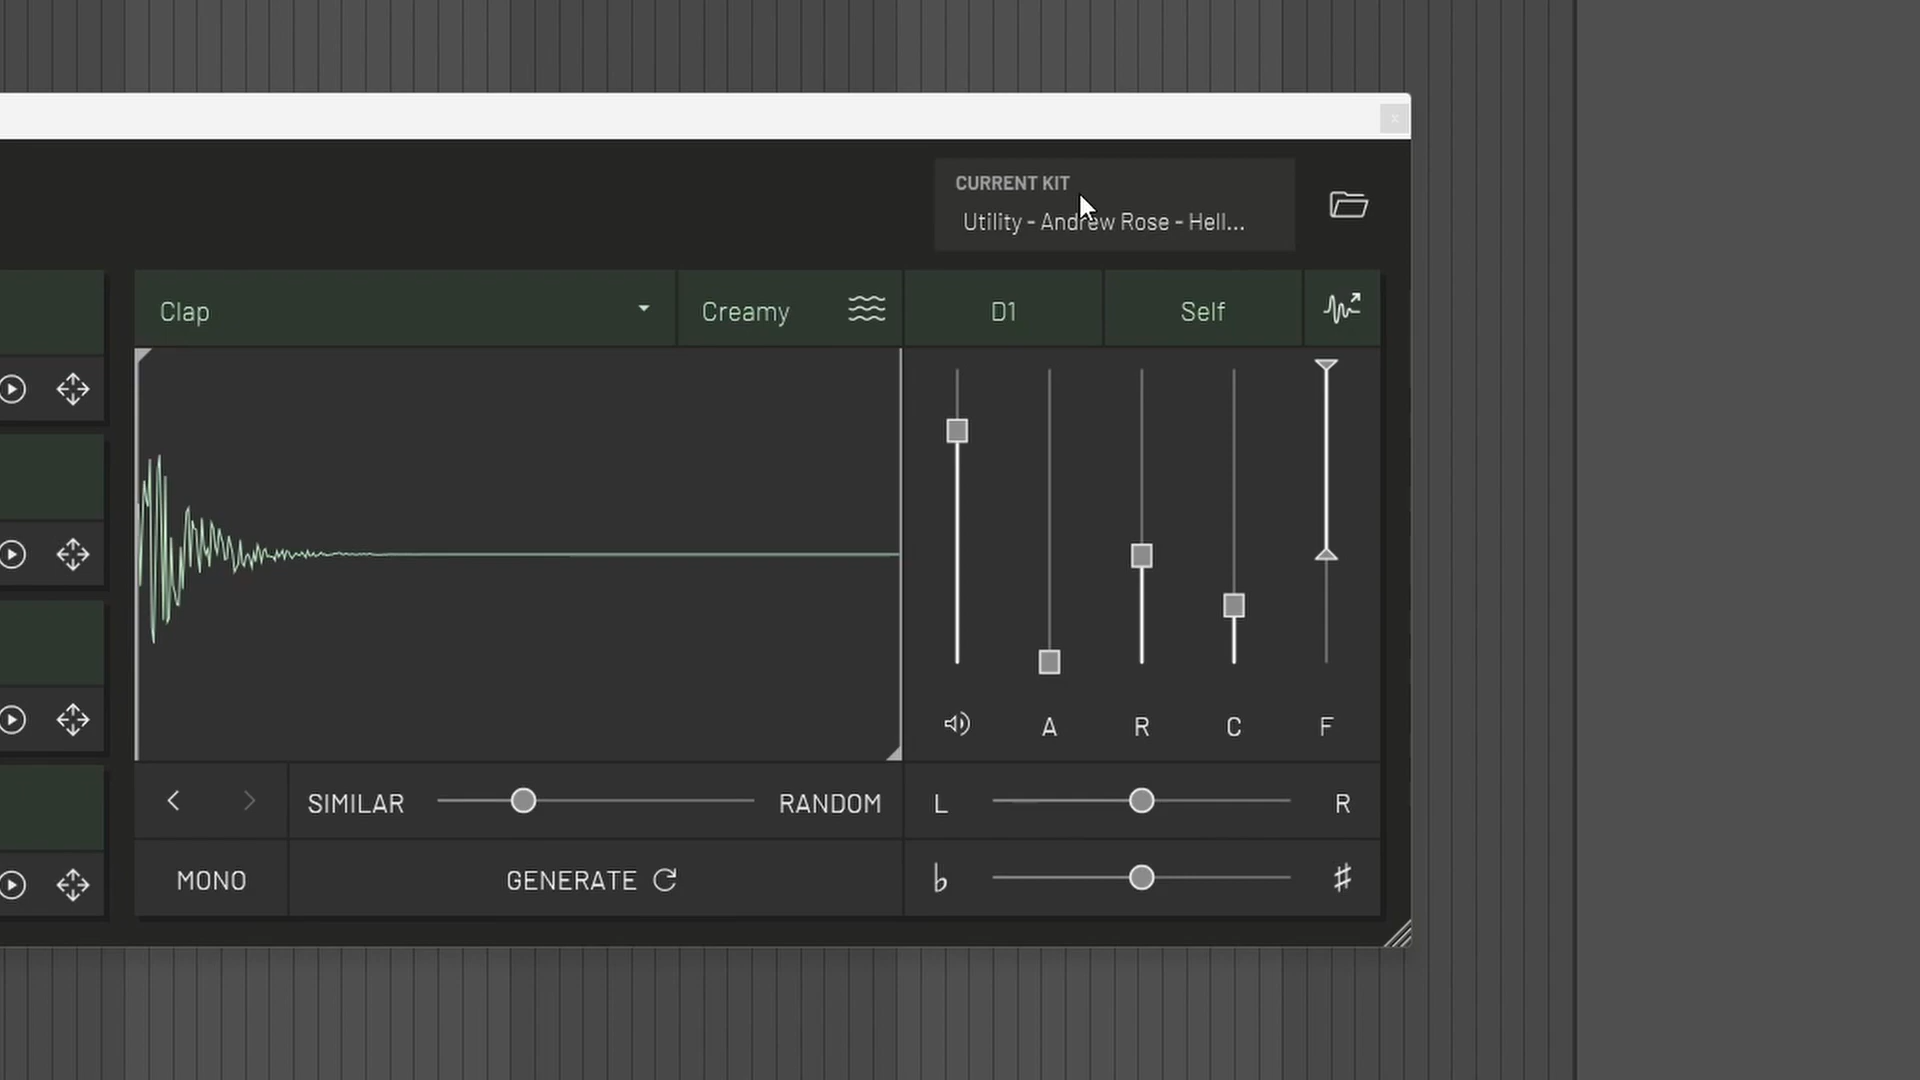 CURRENT KIT
Utility - Andrew Rose - Hell...
Clap
Creamy
D1
Self
A
R
C
F
SIMILAR
RANDOM
L
R
MONO
GENERATE
♭
♯